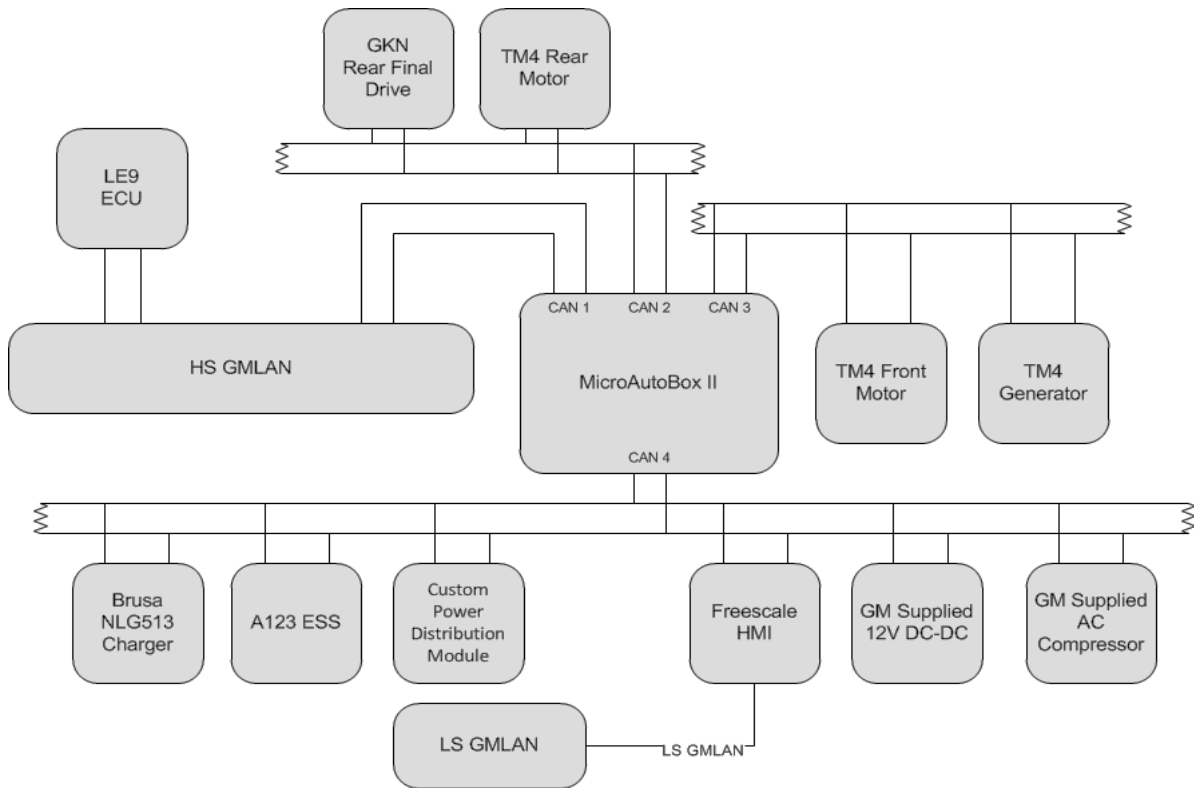 GKN
Rear Final
Drive
TM4 Rear
Motor
LE9
ECU
CAN 1
CAN 2
CAN 3
HS GMLAN
MicroAutoBox II
TM4 Front
Motor
TM4
Generator
CAN 4
Brusa
NLG513
Charger
A123 ESS
Custom
Power
Distribution
Module
Freescale
HMI
GM Supplied
12V DC-DC
GM Supplied
AC
Compressor
LS GMLAN
LS GMLAN